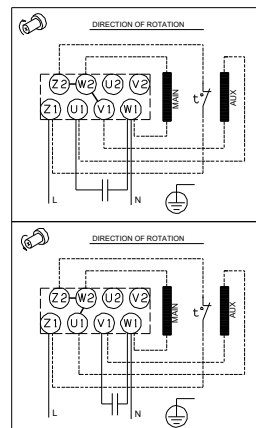 DIRECTION OF ROTATION
Z2 W2 U2 V2
Z1 U1 V1 W1
MAIN
t°
AUX
L
N
DIRECTION OF ROTATION
Z2 W2 U2 V2
Z1 U1 V1 W1
MAIN
t°
AUX
L
N